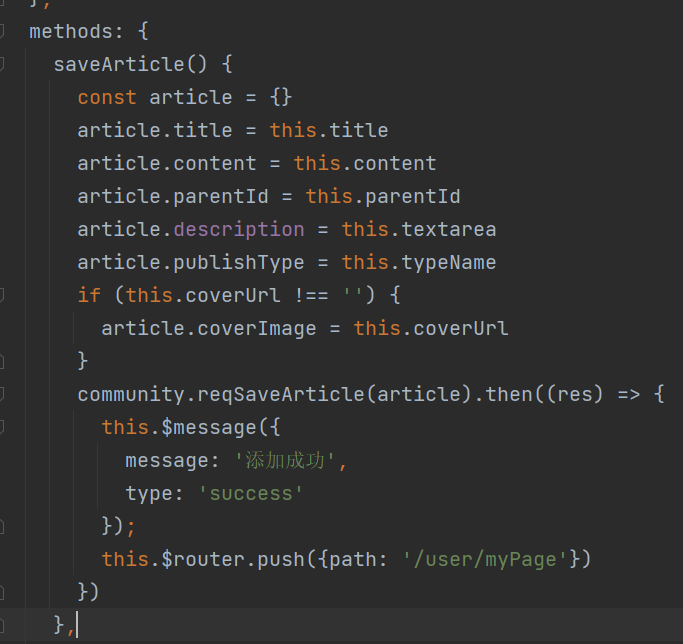 },
methods: {
saveArticle() {
const article = {}
article.title = this.title
article.content = this.content
article.parentId = this.parentId
article.description = this.textarea
article.publishType = this.typeName
if (this.coverUrl !== '') {
article.coverImage = this.coverUrl
}
community.reqSaveArticle(article).then((res) => {
this.$message({
message: '添加成功',
type: 'success'
});
this.$router.push({path: '/user/myPage'})
})
},